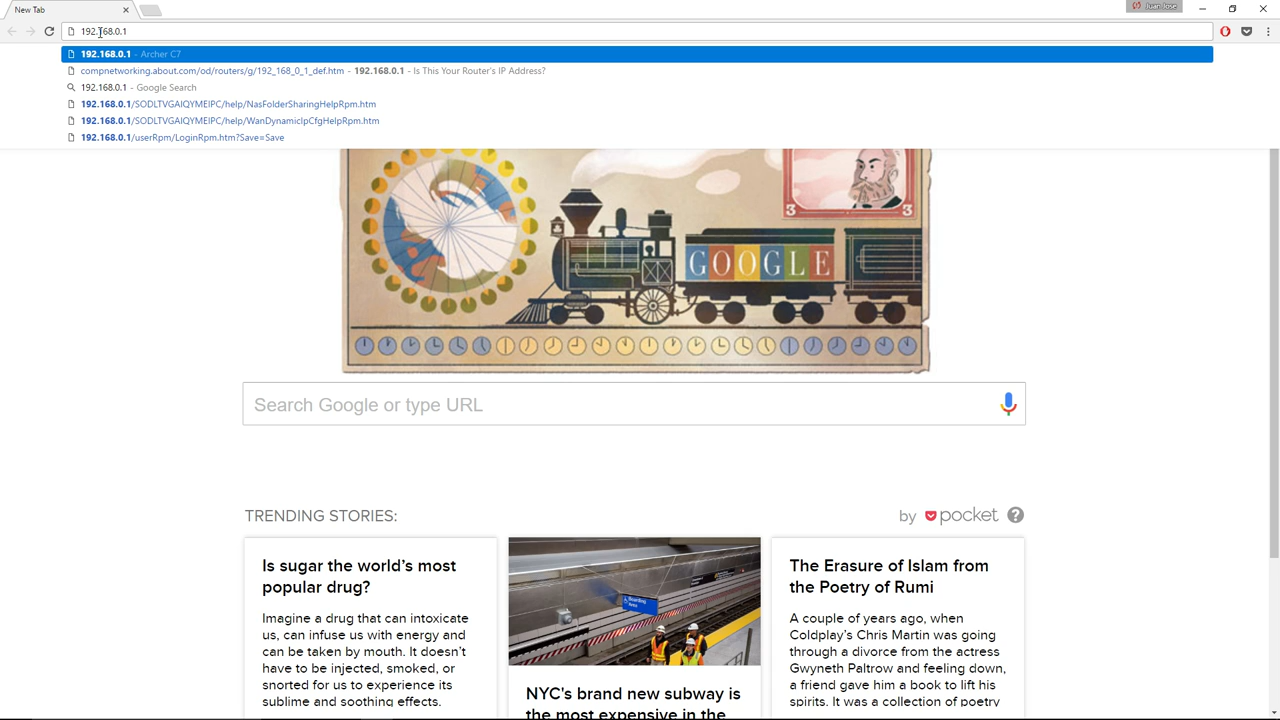 New Tab
Juan Jose
192.168.0.1
192.168.0.1 - Archer C7
compnetworking.about.com/od/routers/g/192_168_0_1_def.htm - 192.168.0.1 - Is This Your Router's IP Address?
192.168.0.1 - Google Search
192.168.0.1/SODLTVGAIQYMEIPC/help/NasFolderSharingHelpRpm.htm
192.168.0.1/SODLTVGAIQYMEIPC/help/WanDynamicIpCfgHelpRpm.htm
192.168.0.1/userRpm/LoginRpm.htm?Save=Save
3 3
GOOGLE
Search Google or type URL
TRENDING STORIES:
by pocket ?
Is sugar the world's most
popular drug?
Imagine a drug that can intoxicate
us, can infuse us with energy and
can be taken by mouth. It doesn't
have to be injected, smoked, or
snorted for us to experience its
sublime and soothing effects.
NYC's brand new subway is
the most expensive in the
The Erasure of Islam from
the Poetry of Rumi
A couple of years ago, when
Coldplay's Chris Martin was going
through a divorce from the actress
Gwyneth Paltrow and feeling down,
a friend gave him a book to lift his
spirits. It was a collection of poetry